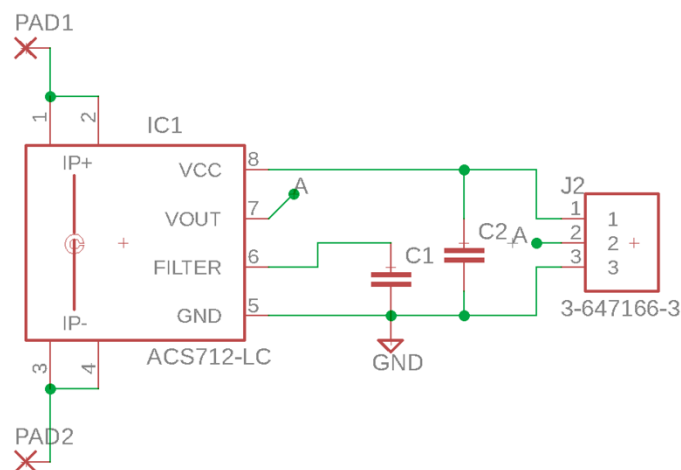 PAD1
1
2
IC1
IP+
VCC
8
A
J2
VOUT
7
1
1
C2
A
2
2
FILTER
6
C1
3
3
GND
5
3-647166-3
IP-
3
4
ACS712-LC
GND
PAD2